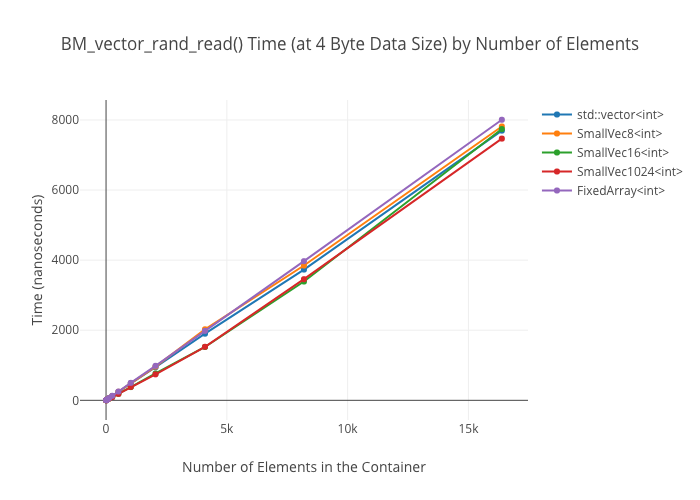 BM_vector_rand_read() Time (at 4 Byte Data Size) by Number of Elements
std::vector<int>
SmallVec8<int>
SmallVec16<int>
SmallVec1024<int>
FixedArray<int>
8000
6000
4000
2000
0
Time (nanoseconds)
0
5k
10k
15k
Number of Elements in the Container